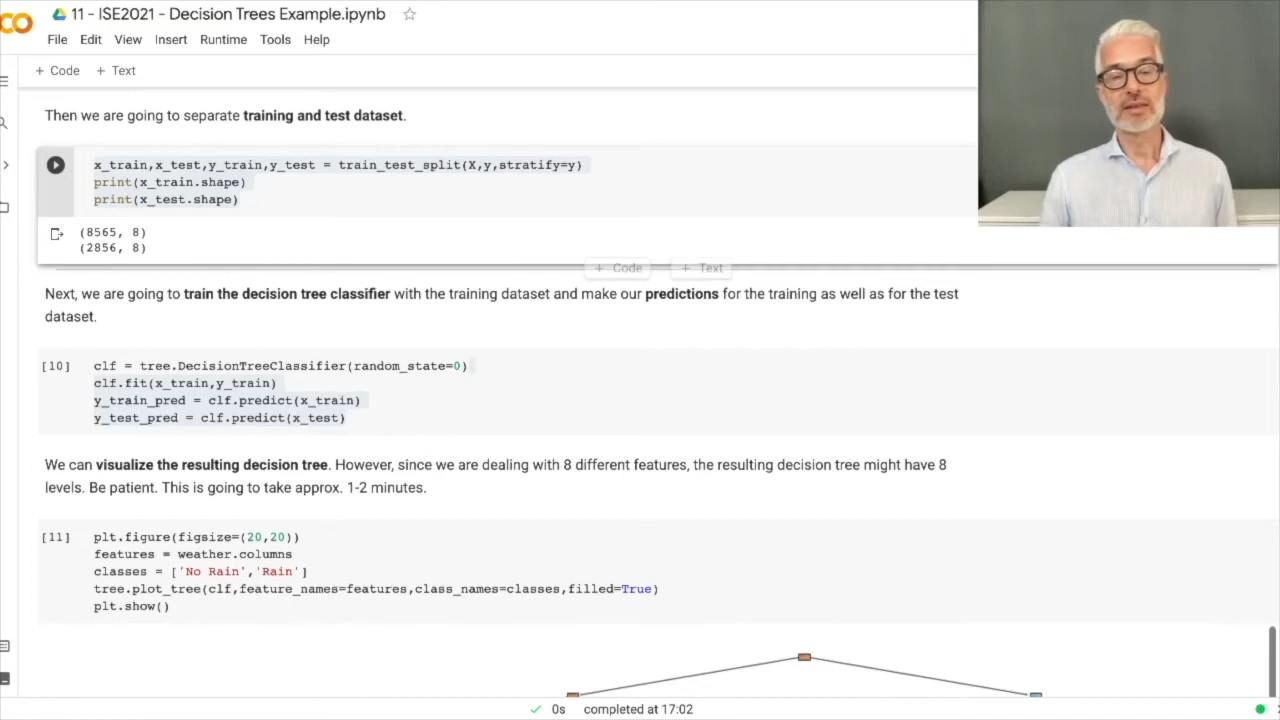 CO
11 - ISE2021 - Decision Trees Example.ipynb
File Edit View Insert Runtime Tools Help
+ Code + Text
Then we are going to separate training and test dataset.
x_train,x_test,y_train,y_test = train_test_split(X,y,stratify=y)
print(x_train.shape)
print(x_test.shape)
(8565, 8)
(2856, 8)
+ Code + Text
Next, we are going to train the decision tree classifier with the training dataset and make our predictions for the training as well as for the test
dataset.
[10] clf = tree.DecisionTreeClassifier(random_state=0)
clf.fit(x_train,y_train)
y_train_pred = clf.predict(x_train)
y_test_pred = clf.predict(x_test)
We can visualize the resulting decision tree. However, since we are dealing with 8 different features, the resulting decision tree might have 8
levels. Be patient. This is going to take approx. 1-2 minutes.
[11] plt.figure(figsize=(20,20))
features = weather.columns
classes = ['No Rain','Rain']
tree.plot_tree(clf,feature_names=features,class_names=classes,filled=True)
plt.show()
0s completed at 17:02